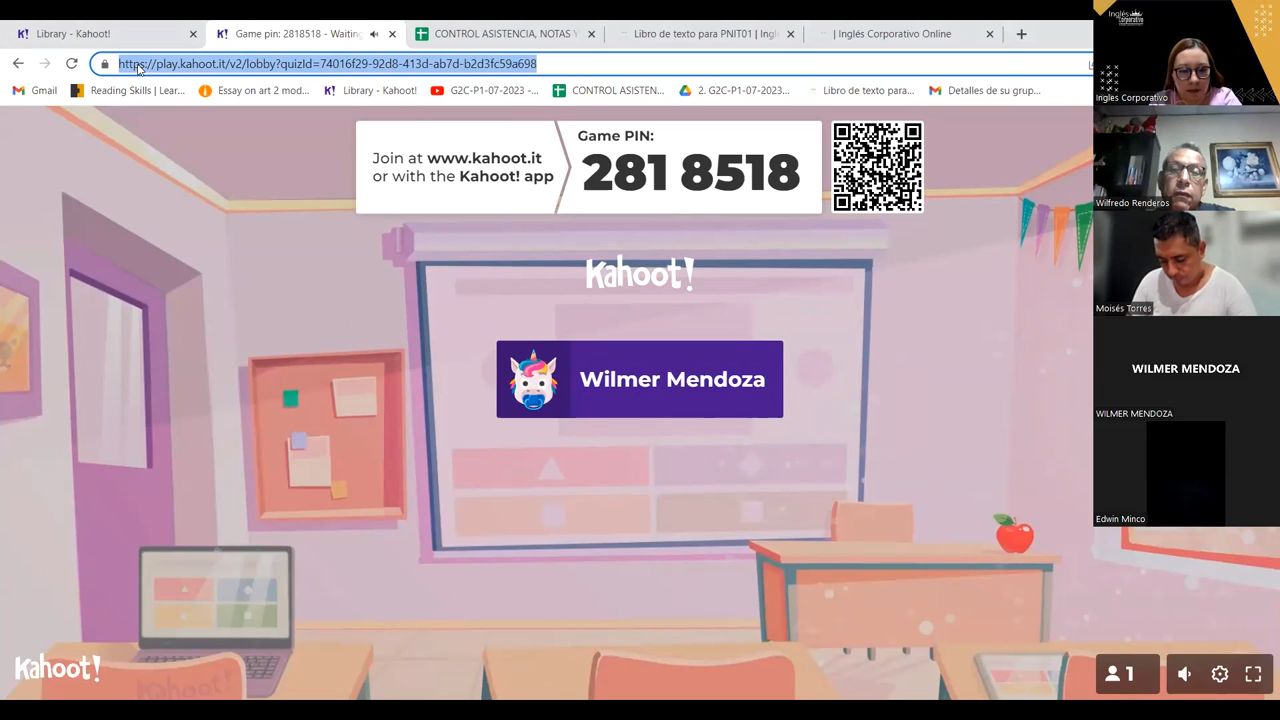 Library - Kahoot!
Game pin: 2818518 - Waitin
CONTROL ASISTENCIA, NOTAS Y
Libro de texto para PNIT01 | Ingl
| Inglés Corporativo Online
https://play.kahoot.it/v2/lobby?quizId=74016f29-92d8-413d-ab7d-b2d3fc59a698
Gmail
Reading Skills | Lear...
Essay on art 2 mod...
Library - Kahoot!
G2C-P1-07-2023 -...
CONTROL ASISTEN...
2. G2C-P1-07-2023...
Libro de texto para...
Detalles de su grup...
Join at www.kahoot.it
or with the Kahoot! app
Game PIN:
281 8518
Kahoot!
Wilmer Mendoza
Kahoot!
Kahoot!
1
Inglés
Corporativo
Ingles Corporativo
Wilfredo Renderos
Moisés Torres
WILMER MENDOZA
WILMER MENDOZA
Edwin Minco